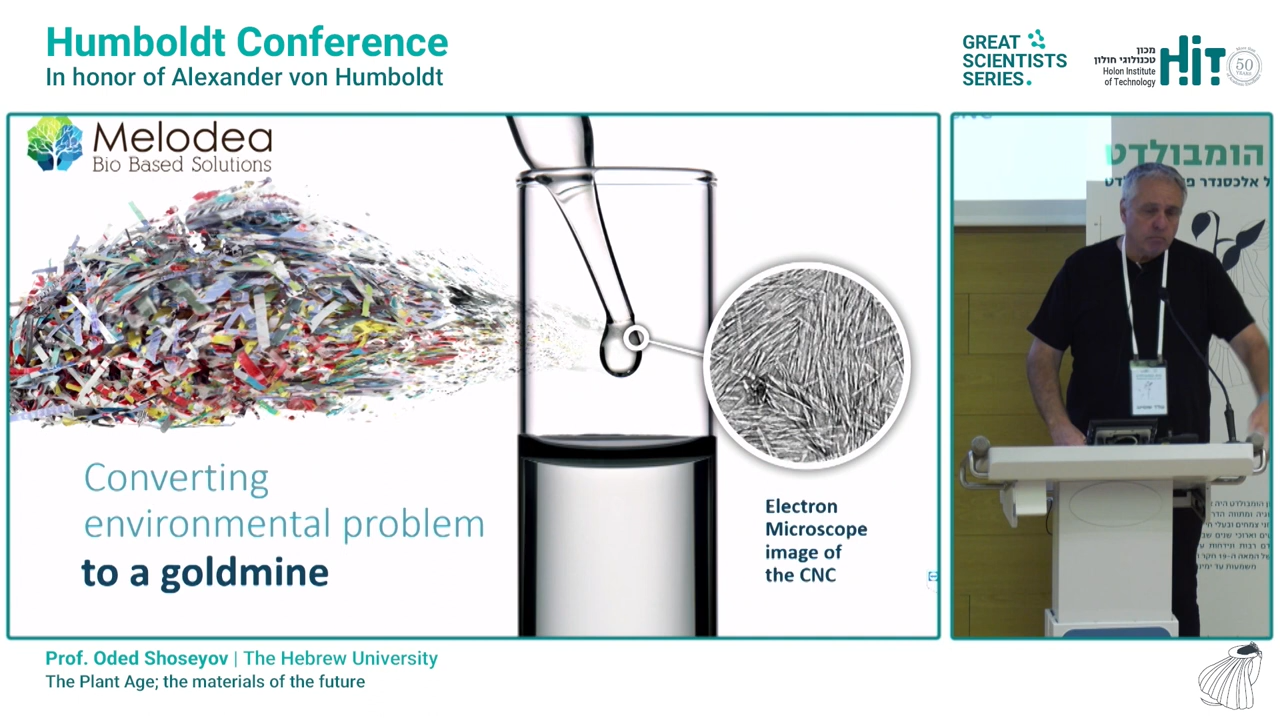 Humboldt Conference
In honor of Alexander von Humboldt
GREAT
SCIENTISTS
SERIES.
מכון
טכנולוגי חולון
Holon Institute
of Technology
HiT
50
YEARS
Melodea
Bio Based Solutions
Converting
environmental problem
to a goldmine
Electron
Microscope
image of
the CNC
הומבולדט
ל אלכסנדר פ
Prof. Oded Shoseyov | The Hebrew University
The Plant Age; the materials of the future